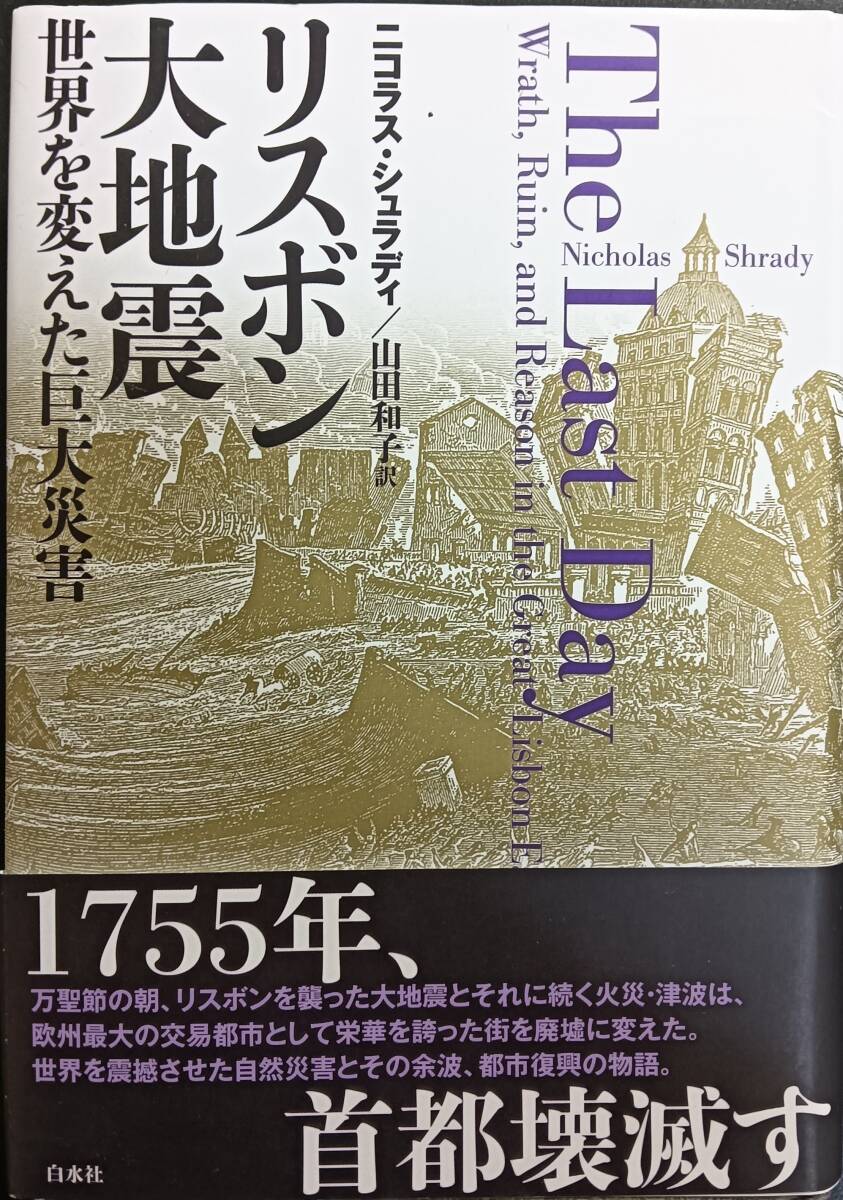 リスボン
大地震
世界を変えた巨大災害
ニコラス・シュラディ／山田和子訳
The Last Day
Wrath, Ruin, and Reason in the Great Lisbon E
Nicholas Shrady
1755年、
万聖節の朝、リスボンを襲った大地震とそれに続く火災・津波は、
欧州最大の交易都市として栄華を誇った街を廃墟に変えた。
世界を震撼させた自然災害とその余波、都市復興の物語。
首都壊滅す
白水社